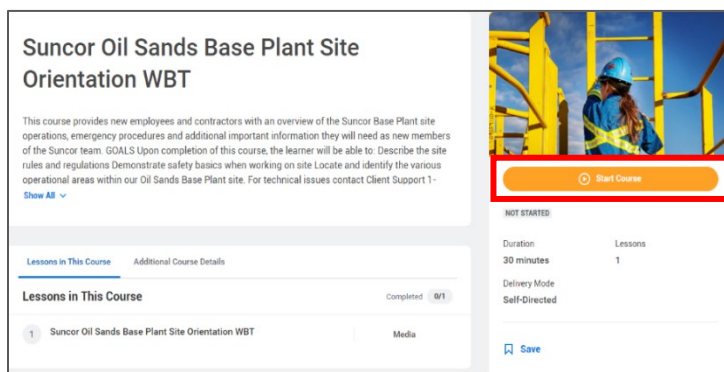 Suncor Oil Sands Base Plant Site
Orientation WBT
This course provides new employees and contractors with an overview of the Suncor Base Plant site
operations, emergency procedures and additional important information they will need as new members
of the Suncor team. GOALS Upon completion of this course, the learner will be able to: Describe the site
rules and regulations Demonstrate safety basics when working on site Locate and identify the various
operational areas within our Oil Sands Base Plant site. For technical issues contact Client Support 1-
Show All
Start Course
NOT STARTED
Duration
Lessons
30 minutes
1
Delivery Mode
Self-Directed
Save
Lessons in This Course
Additional Course Details
Lessons in This Course
Completed 0/1
1 Suncor Oil Sands Base Plant Site Orientation WBT
Media